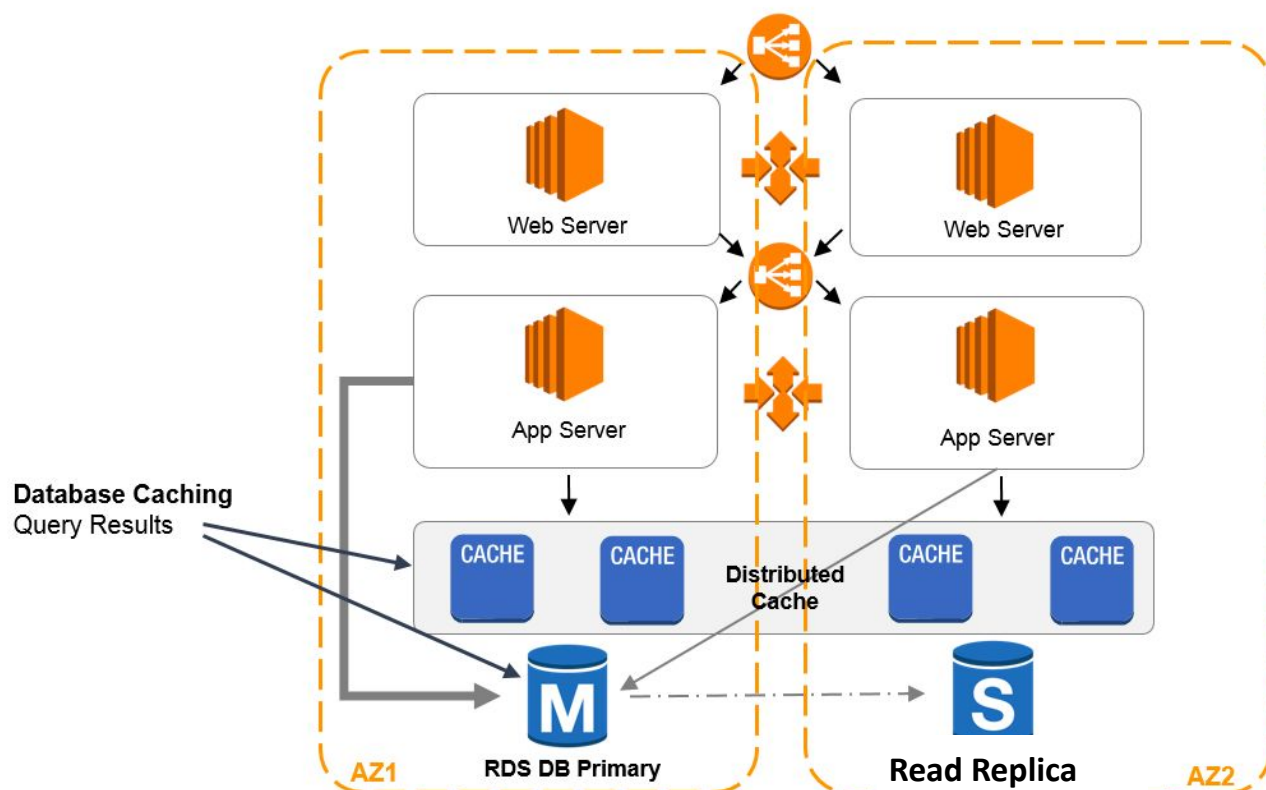 Web Server
Web Server
App Server
App Server
Database Caching
Query Results
CACHE
CACHE
CACHE
CACHE
Distributed
Cache
M
S
RDS DB Primary
Read Replica
AZ1
AZ2